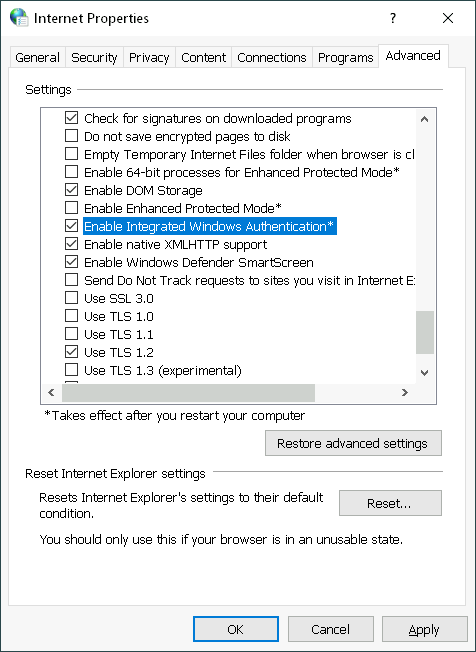 Internet Properties
?
General
Security
Privacy
Content
Connections
Programs
Advanced
Settings
Check for signatures on downloaded programs
Do not save encrypted pages to disk
Empty Temporary Internet Files folder when browser is cl
Enable 64-bit processes for Enhanced Protected Mode*
Enable DOM Storage
Enable Enhanced Protected Mode*
Enable Integrated Windows Authentication*
Enable native XMLHTTP support
Enable Windows Defender SmartScreen
Send Do Not Track requests to sites you visit in Internet E
Use SSL 3.0
Use TLS 1.0
Use TLS 1.1
Use TLS 1.2
Use TLS 1.3 (experimental)
*Takes effect after you restart your computer
Restore advanced settings
Reset Internet Explorer settings
Resets Internet Explorer's settings to their default
condition.
Reset...
You should only use this if your browser is in an unusable state.
OK
Cancel
Apply